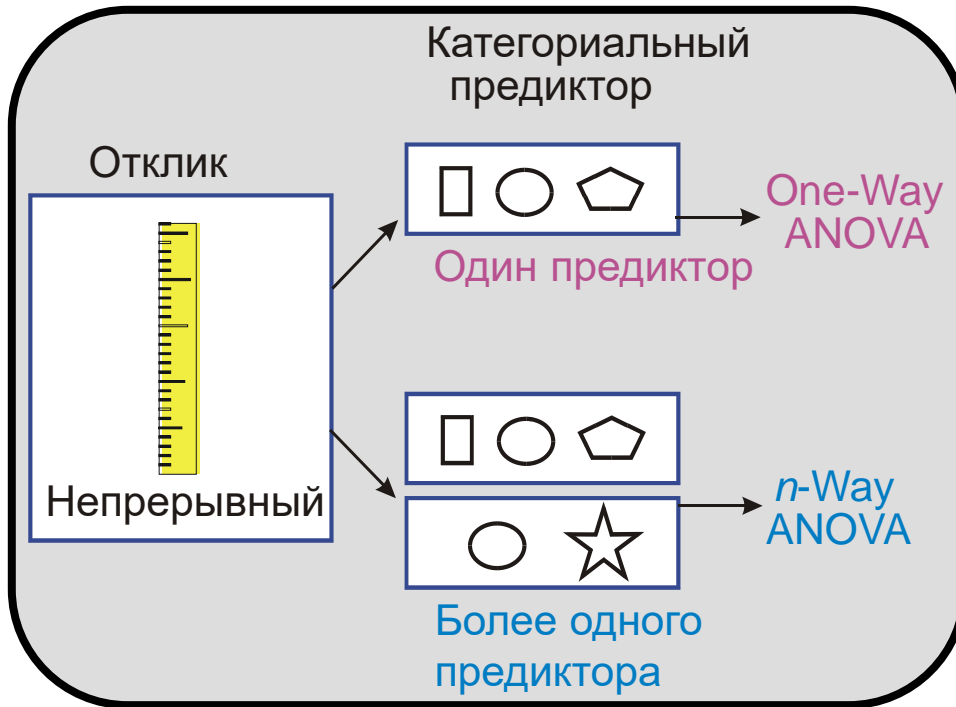 Категориальный
предиктор
Отклик
Непрерывный
One-Way
ANOVA
Один предиктор
n-Way
ANOVA
Более одного
предиктора